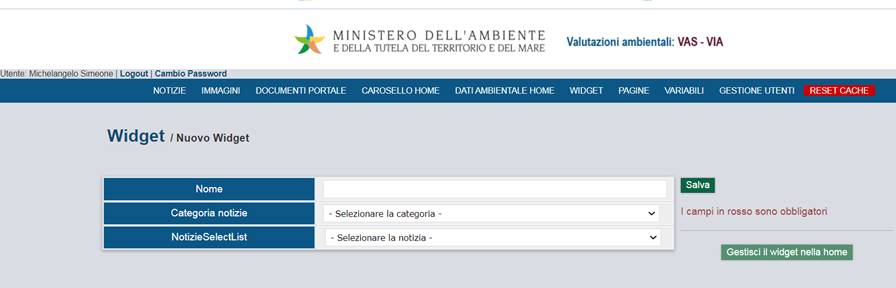 MINISTERO DELL'AMBIENTE
E DELLA TUTELA DEL TERRITORIO E DEL MARE
Valutazioni ambientali: VAS - VIA
Utente: Michelangelo Simeone | Logout | Cambio Password
NOTIZIE IMMAGINI DOCUMENTI PORTALE CAROSELLO HOME DATI AMBIENTALE HOME WIDGET PAGINE VARIABILI GESTIONE UTENTI RESET CACHE
Widget / Nuovo Widget
Nome
Salva
Categoria notizie - Selezionare la categoria -
I campi in rosso sono obbligatori
NotizieSelectList - Selezionare la notizia -
Gestisci il widget nella home